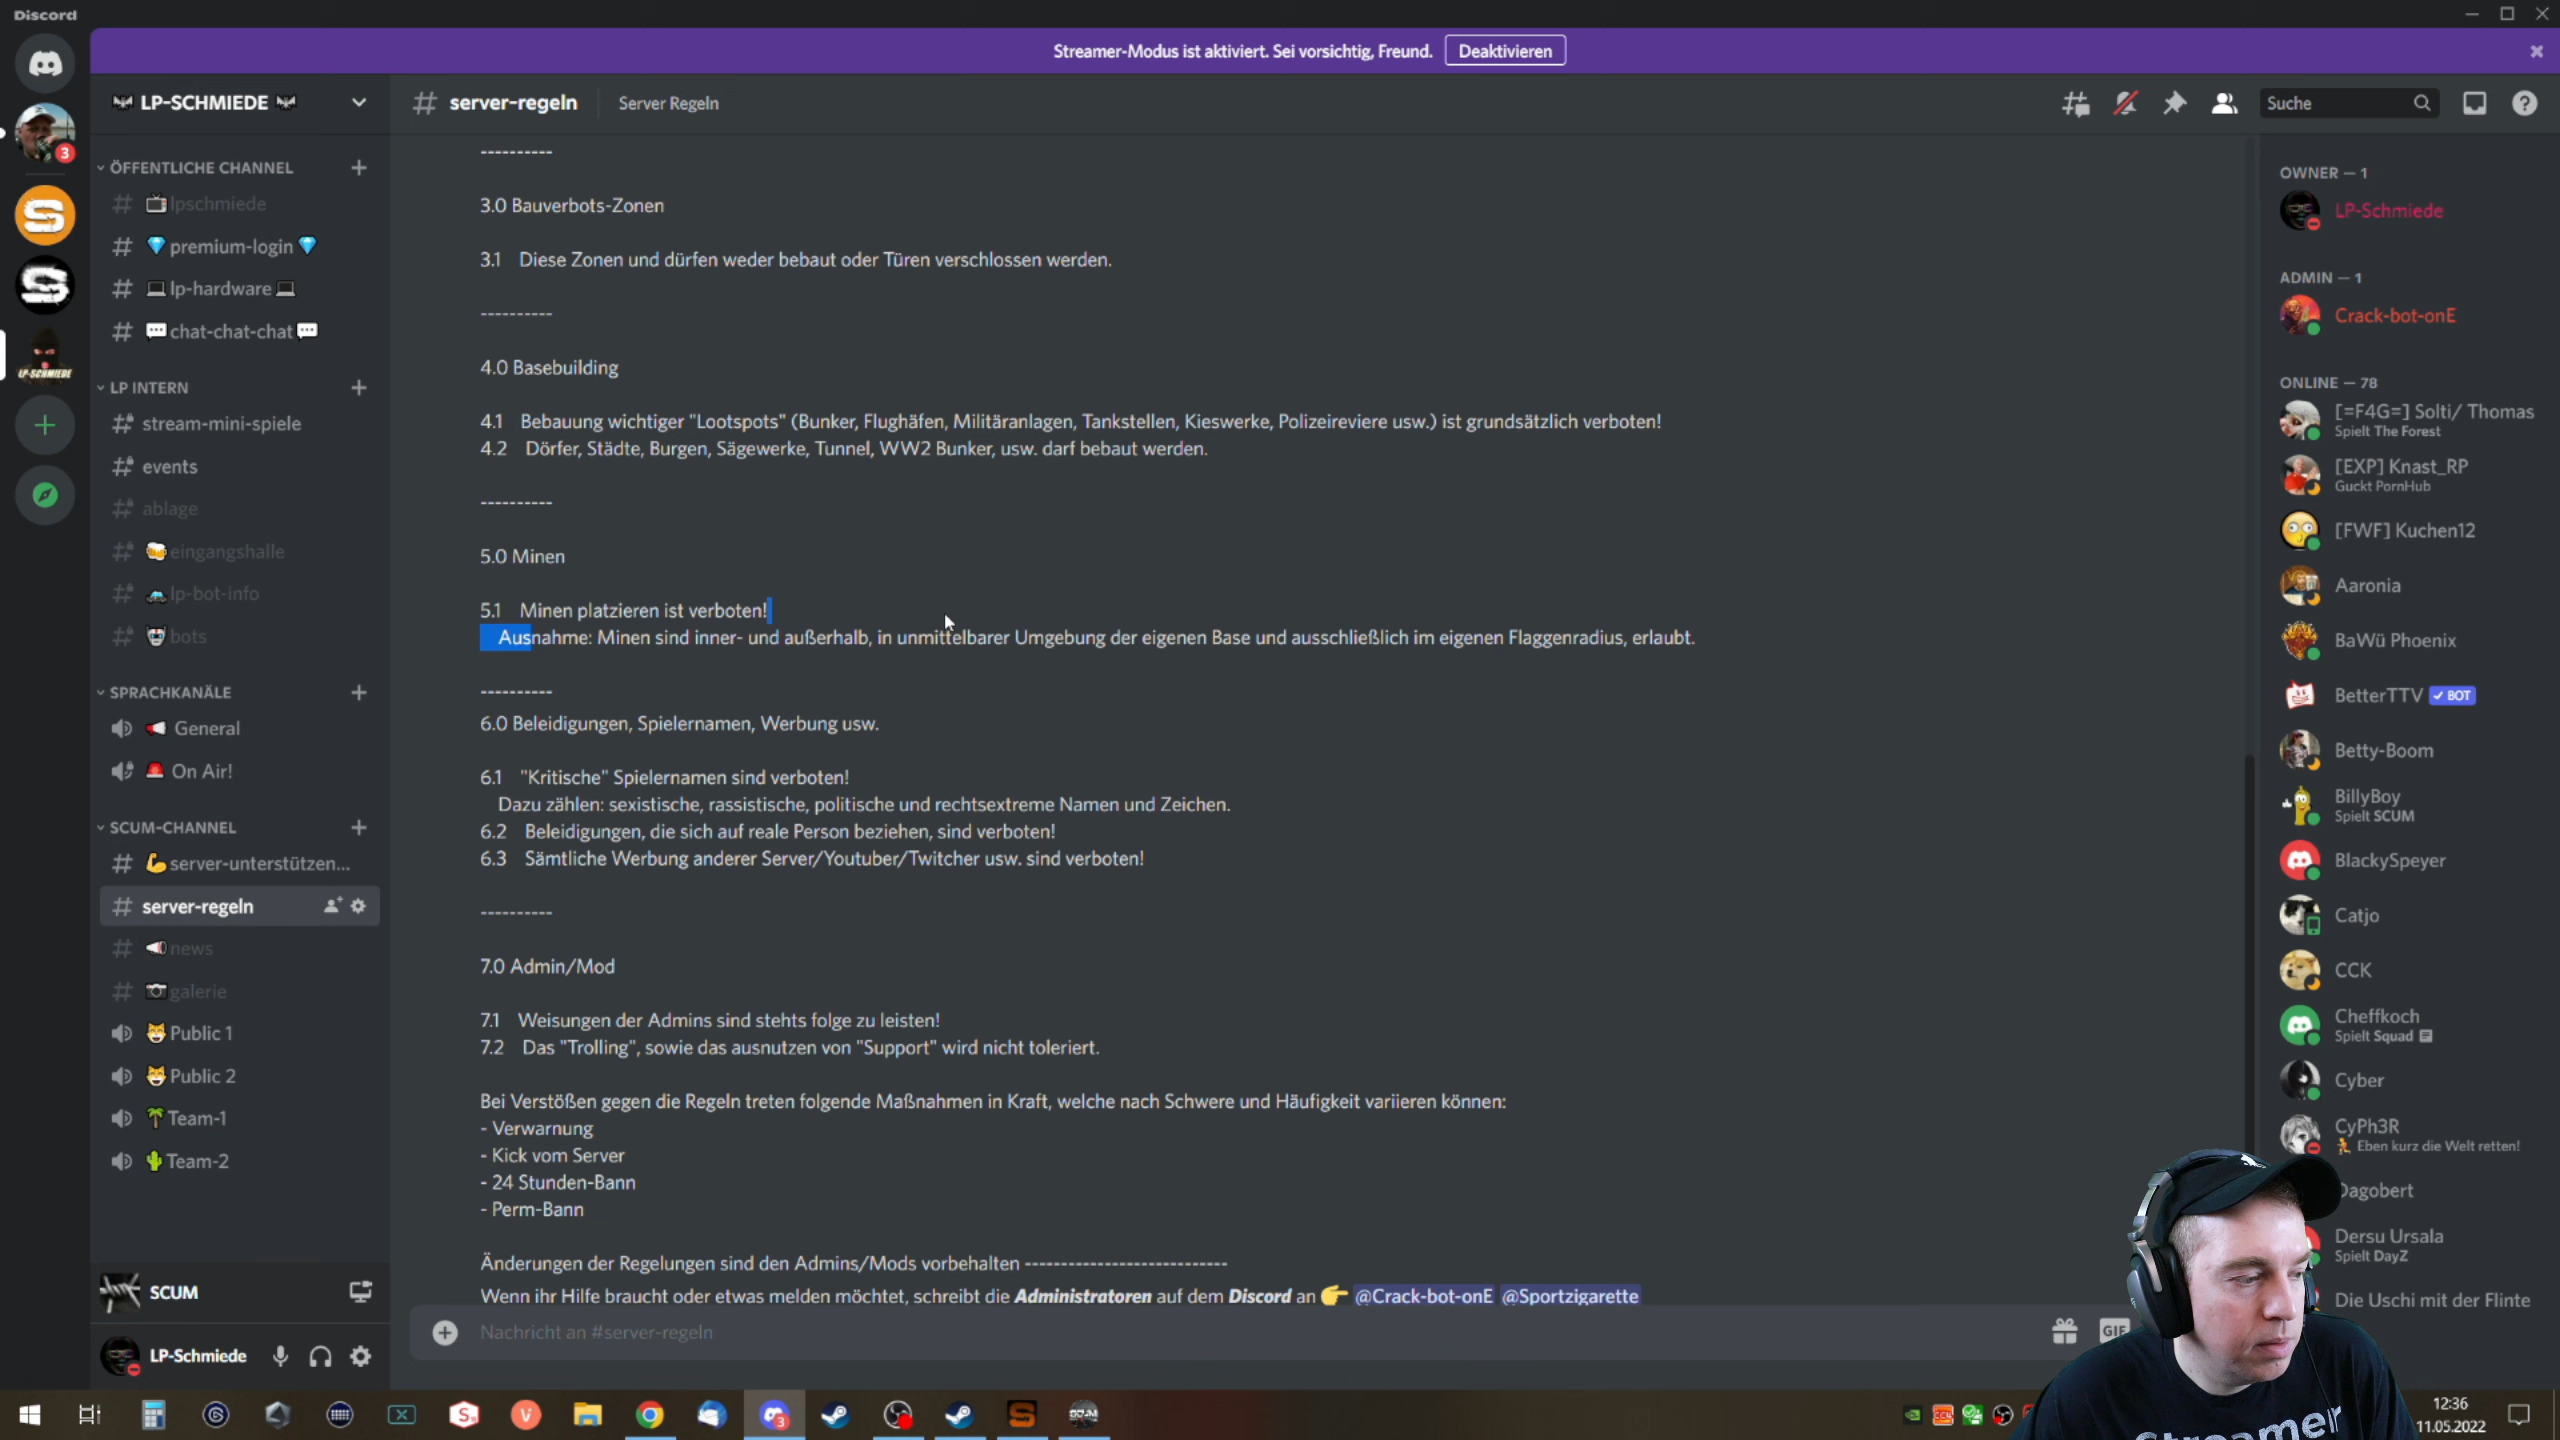 Discord
Streamer-Modus ist aktiviert. Sei vorsichtig, Freund. Deaktivieren
LP-SCHMIEDE
server-regeln
Server Regeln
Suche
3
LP-SCHMIEDE
ÖFFENTLICHE CHANNEL
lpschmiede
premium-login
lp-hardware
chat-chat-chat
LP INTERN
stream-mini-spiele
events
ablage
eingangshalle
lp-bot-info
bots
SPRACHKANÄLE
General
On Air!
SCUM-CHANNEL
server-unterstützen...
server-regeln
news
galerie
Public 1
Public 2
Team-1
Team-2
SCUM
LP-Schmiede
----------
3.0 Bauverbots-Zonen
3.1 Diese Zonen und dürfen weder bebaut oder Türen verschlossen werden.
----------
4.0 Basebuilding
4.1 Bebauung wichtiger "Lootspots" (Bunker, Flughäfen, Militäranlagen, Tankstellen, Kieswerke, Polizeireviere usw.) ist grundsätzlich verboten!
4.2 Dörfer, Städte, Burgen, Sägewerke, Tunnel, WW2 Bunker, usw. darf bebaut werden.
----------
5.0 Minen
5.1 Minen platzieren ist verboten!
Ausnahme: Minen sind inner- und außerhalb, in unmittelbarer Umgebung der eigenen Base und ausschließlich im eigenen Flaggenradius, erlaubt.
----------
6.0 Beleidigungen, Spielernamen, Werbung usw.
6.1 "Kritische" Spielernamen sind verboten!
Dazu zählen: sexistische, rassistische, politische und rechtsextreme Namen und Zeichen.
6.2 Beleidigungen, die sich auf reale Person beziehen, sind verboten!
6.3 Sämtliche Werbung anderer Server/Youtuber/Twitcher usw. sind verboten!
----------
7.0 Admin/Mod
7.1 Weisungen der Admins sind stehts folge zu leisten!
7.2 Das "Trolling", sowie das ausnutzen von "Support" wird nicht toleriert.
Bei Verstößen gegen die Regeln treten folgende Maßnahmen in Kraft, welche nach Schwere und Häufigkeit variieren können:
- Verwarnung
- Kick vom Server
- 24 Stunden-Bann
- Perm-Bann
Änderungen der Regelungen sind den Admins/Mods vorbehalten ----------------------------
Wenn ihr Hilfe braucht oder etwas melden möchtet, schreibt die Administratoren auf dem Discord an @Crack-bot-onE @Sportzigarette
Nachricht an #server-regeln
GIF
OWNER — 1
LP-Schmiede
ADMIN — 1
Crack-bot-onE
ONLINE — 78
[=F4G=] Solti/ Thomas
Spielt The Forest
[EXP] Knast_RP
Guckt PornHub
[FWF] Kuchen12
Aaronia
BaWü Phoenix
BetterTTV BOT
Betty-Boom
BillyBoy
Spielt SCUM
BlackySpeyer
Catjo
CCK
Cheffkoch
Spielt Squad
Cyber
CyPh3R
Eben kurz die Welt retten!
Dagobert
Dersu Ursala
Spielt DayZ
Die Uschi mit der Flinte
Streamer
12:36
11.05.2022